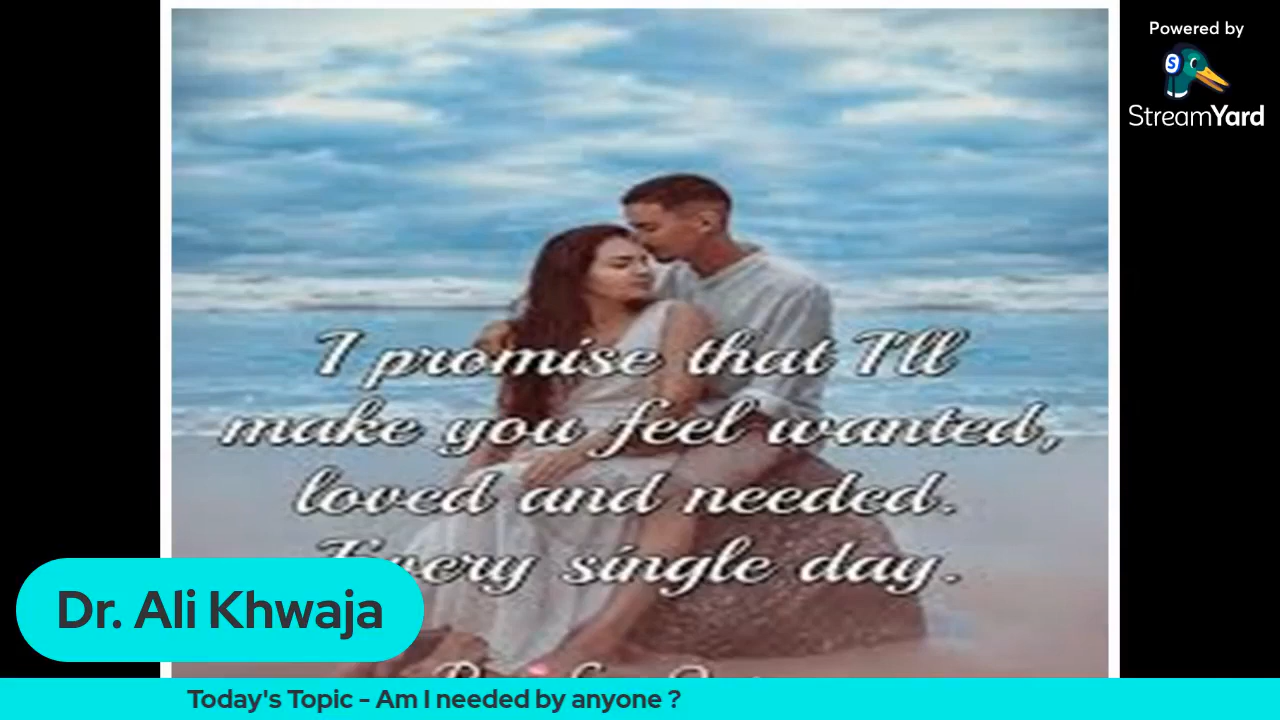 Powered by
StreamYard
I promise that I'll
make you feel wanted,
loved and needed.
Every single day.
Dr. Ali Khwaja
Today's Topic - Am I needed by anyone ?